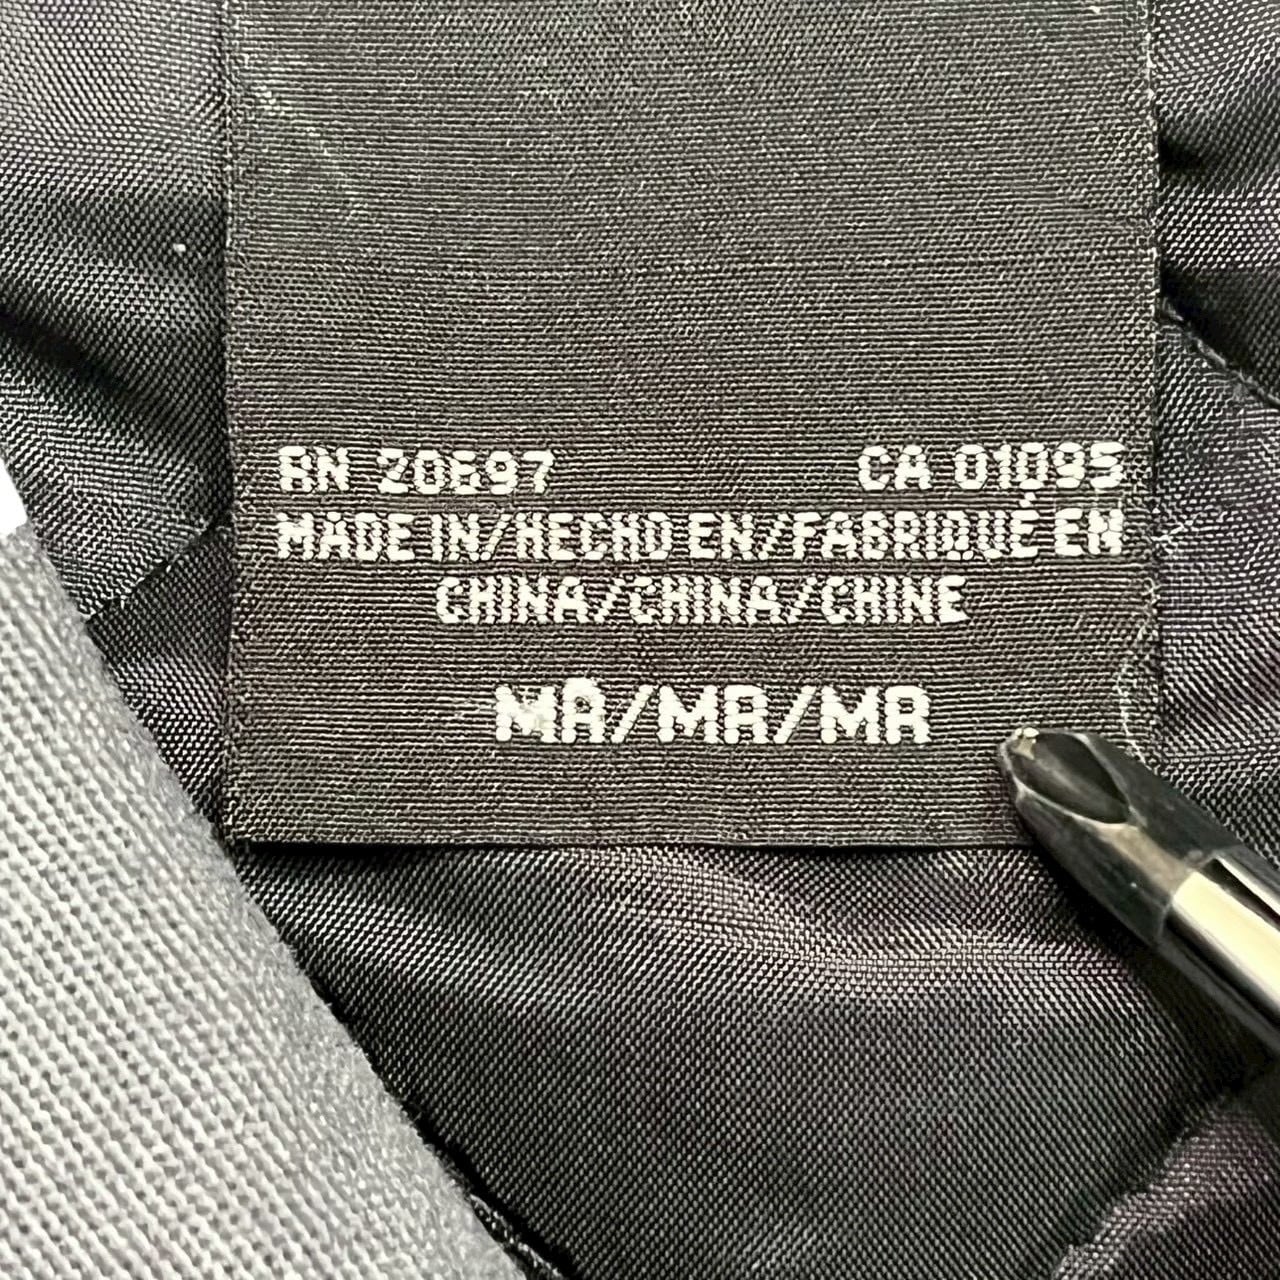 RN 20697 CA 01095
MADE IN/HECHO EN/FABRIQUÉ EN
CHINA/CHINA/CHINE
MR/MR/MR